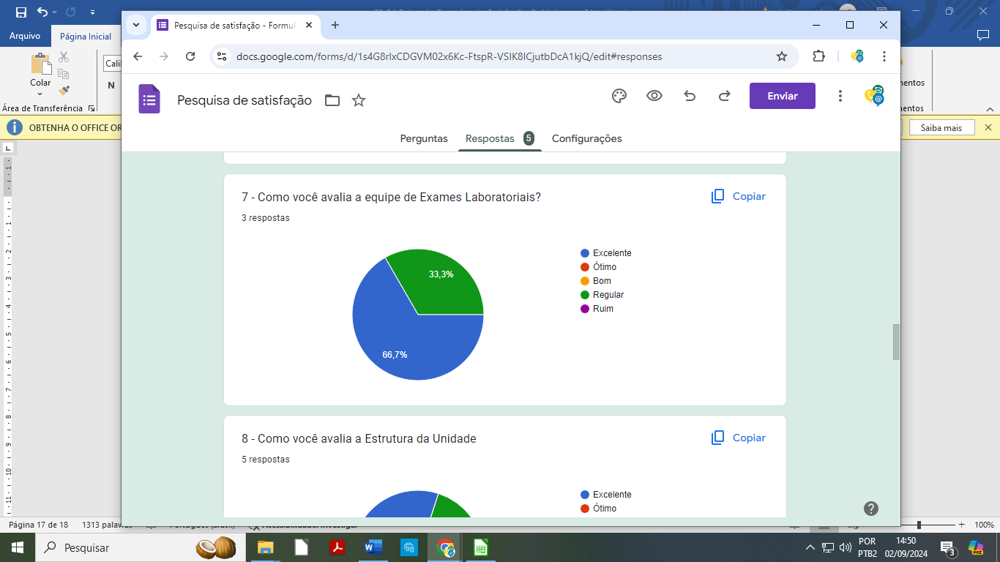 Arquivo
Página Inicial
Colar
N
Área de Transferência
OBTENHA O OFFICE
Saiba mais
Pesquisa de satisfação - Formul
docs.google.com/forms/d/1s4G8rIxCDGVM02x6Kc-FtspR-VSIK8ICjutbDcA1kjQ/edit#responses
Pesquisa de satisfação
Enviar
Perguntas
Respostas 5
Configurações
7 - Como você avalia a equipe de Exames Laboratoriais?
Copiar
3 respostas
33,3%
66,7%
Excelente
Ótimo
Bom
Regular
Ruim
8 - Como você avalia a Estrutura da Unidade
Copiar
5 respostas
Excelente
Ótimo
Página 17 de 18
1313
100%
Pesquisar
POR
PTB2
14:50
02/09/2024
3
PRE